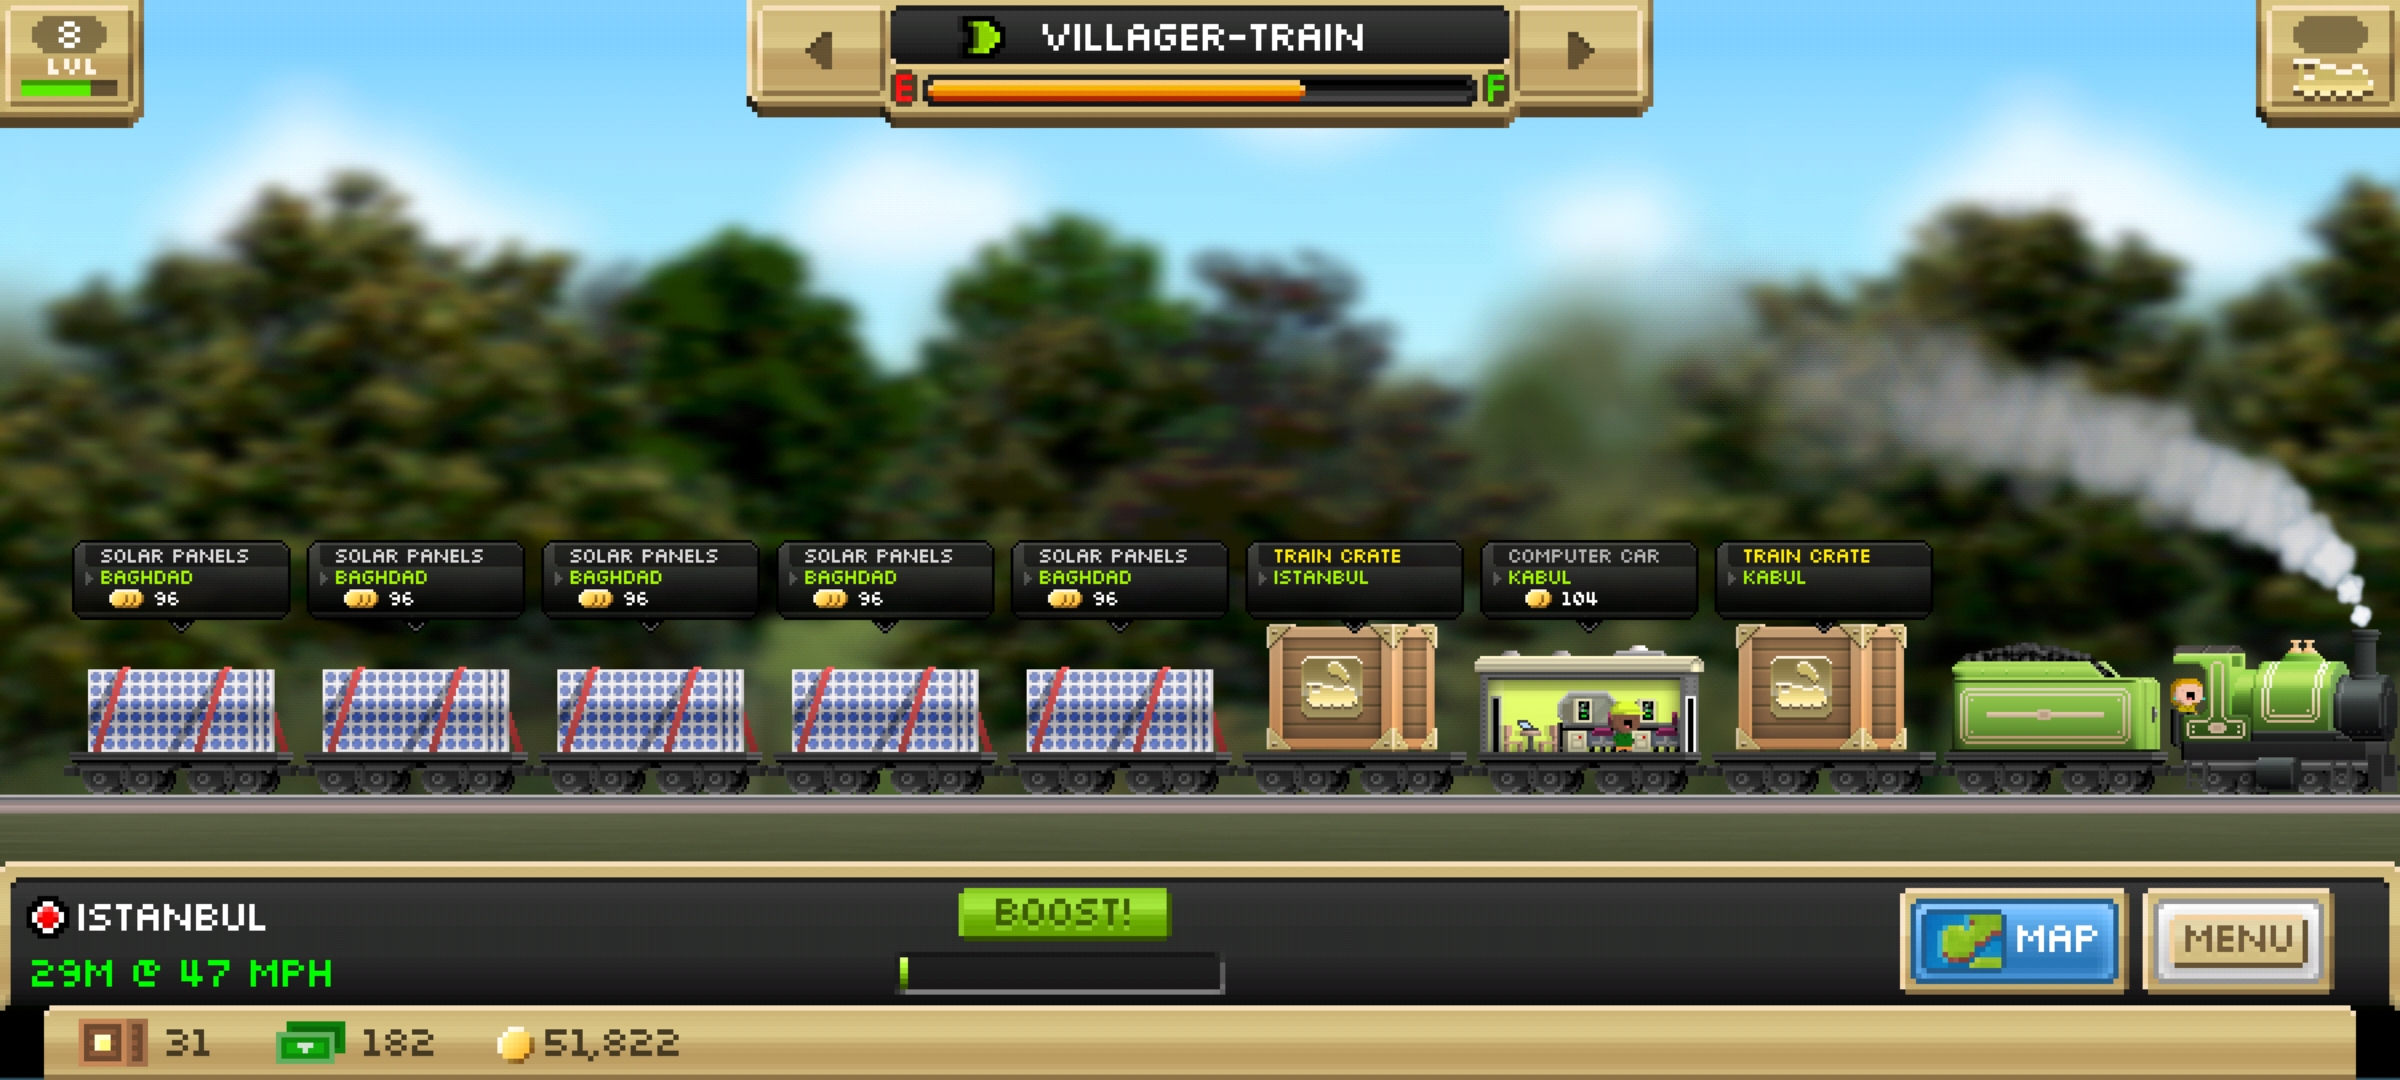 8
LVL
VILLAGER-TRAIN
E F
SOLAR PANELS
BAGHDAD
96
SOLAR PANELS
BAGHDAD
96
SOLAR PANELS
BAGHDAD
96
SOLAR PANELS
BAGHDAD
96
SOLAR PANELS
BAGHDAD
96
TRAIN CRATE
ISTANBUL
COMPUTER CAR
KABUL
104
TRAIN CRATE
KABUL
ISTANBUL
29M @ 47 MPH
BOOST!
MAP
MENU
31
182
51,822